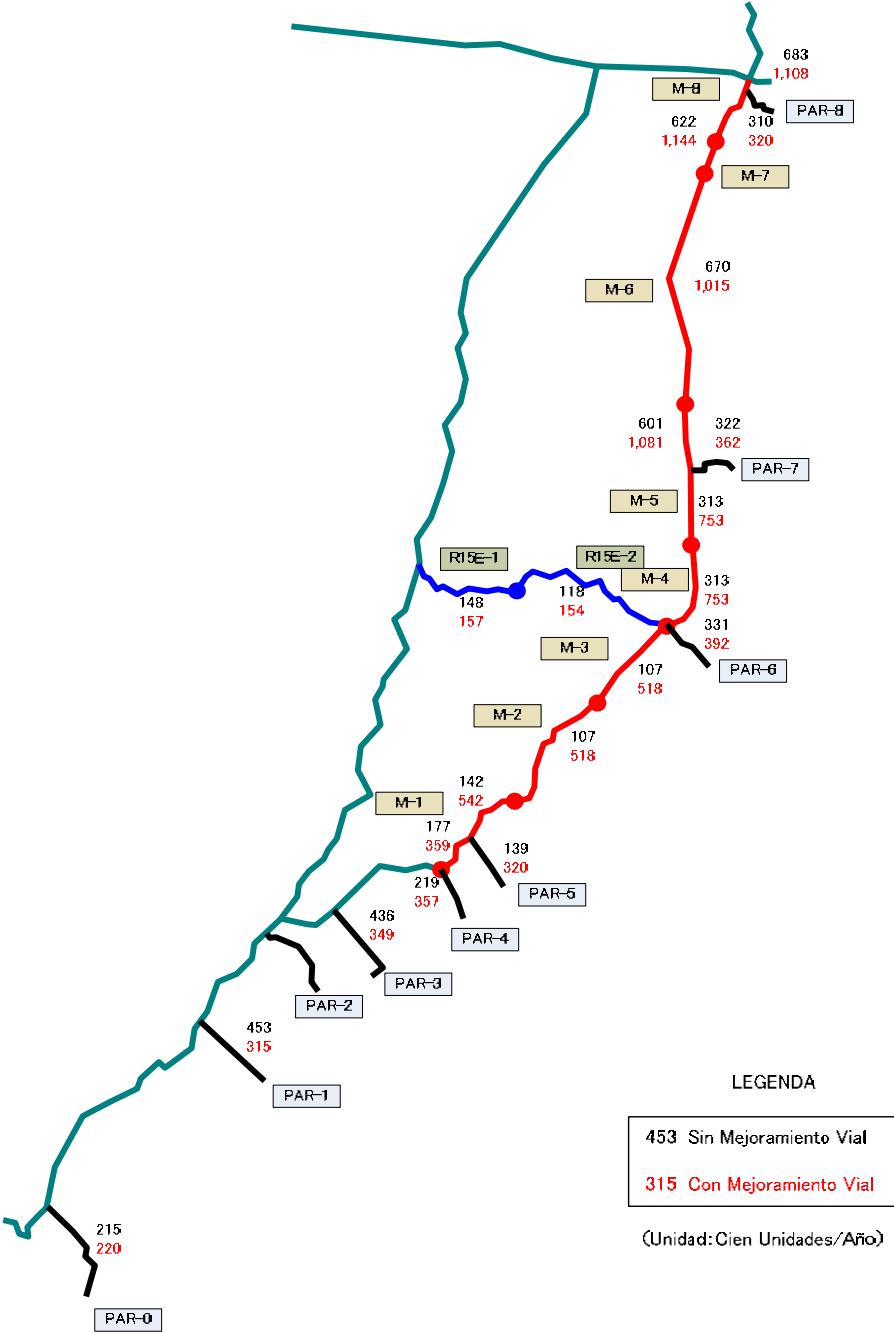 683
1,108
M-8
PAR-8
622
1,144
310
320
M-7
670
1,015
M-6
601
1,081
322
362
PAR-7
M-5
313
753
R15E-1
R15E-2
M-4
148
157
118
154
313
753
331
392
M-3
PAR-6
107
518
M-2
107
518
142
542
M-1
177
359
139
320
219
357
PAR-5
436
349
PAR-4
PAR-3
PAR-2
453
315
PAR-1
LEGENDA
453 Sin Mejoramiento Vial
315 Con Mejoramiento Vial
(Unidad:Cien Unidades/Año)
215
220
PAR-0